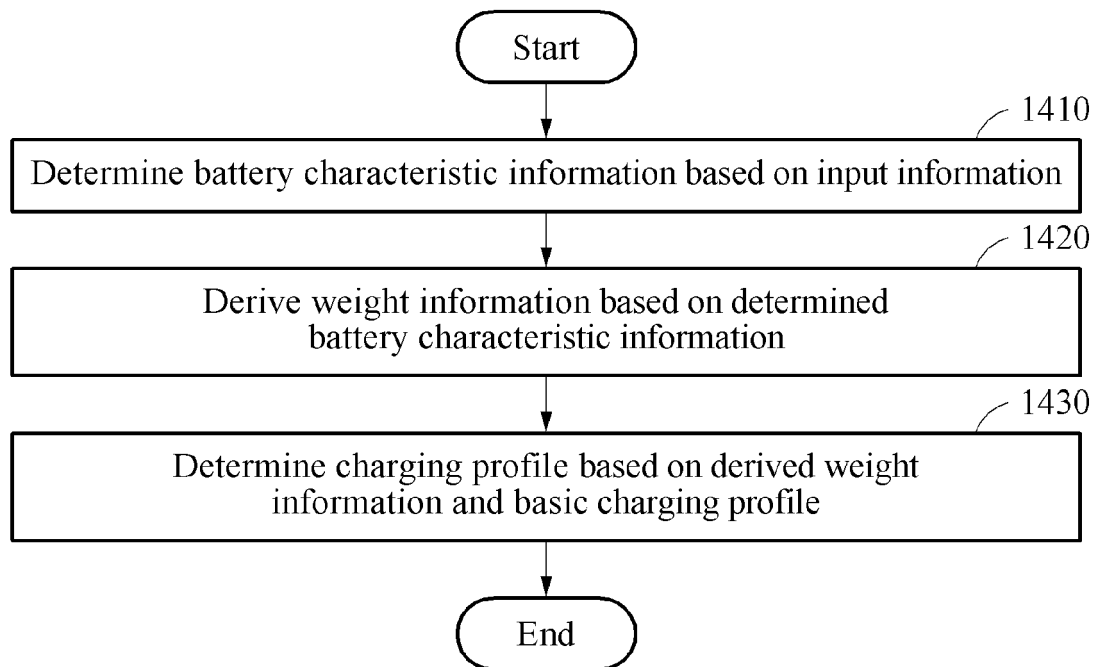 Start
1410
Determine battery characteristic information based on input information
1420
Derive weight information based on determined
battery characteristic information
1430
Determine charging profile based on derived weight
information and basic charging profile
End